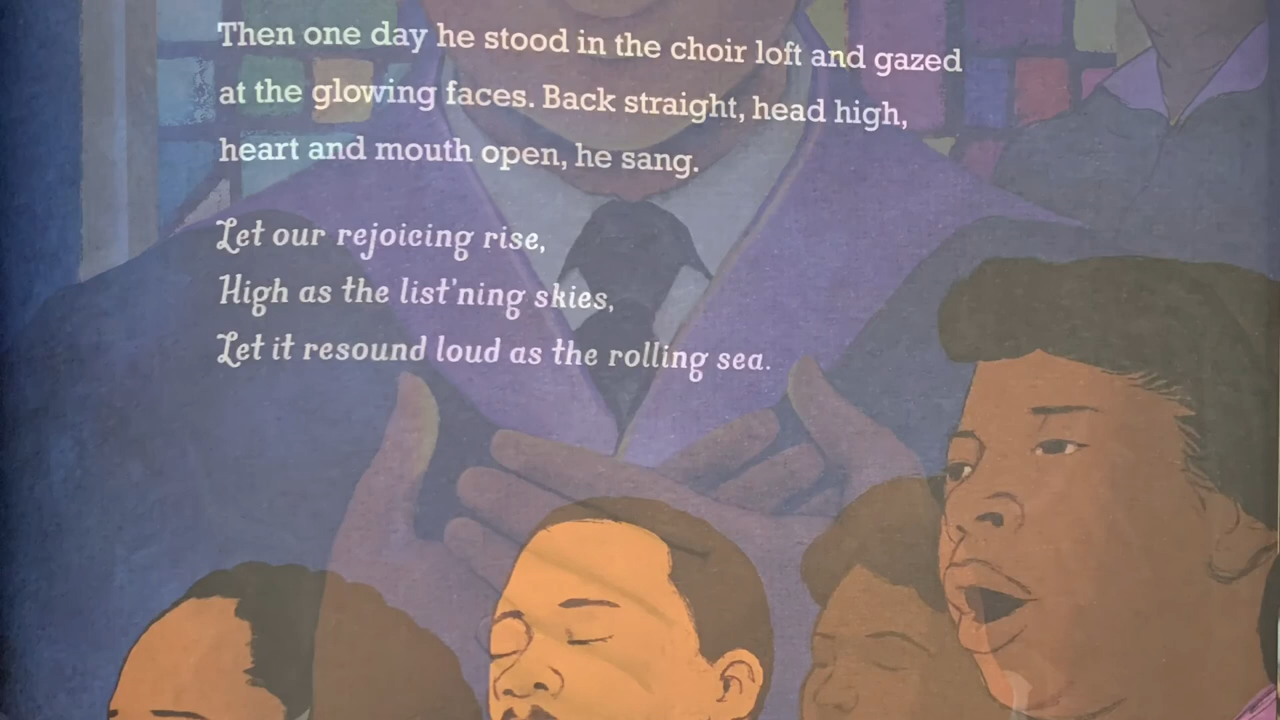 Then one day he stood in the choir loft and gazed
at the glowing faces. Back straight, head high,
heart and mouth open, he sang.
Let our rejoicing rise,
High as the list'ning skies,
Let it resound loud as the rolling sea.